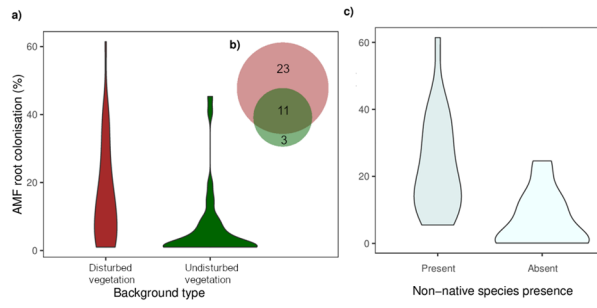 a)
60
40
20
0
AMF root colonisation (%)
Disturbed
vegetation
Undisturbed
vegetation
Background type
b)
23
11
3
c)
60
40
20
0
Present
Absent
Non−native species presence